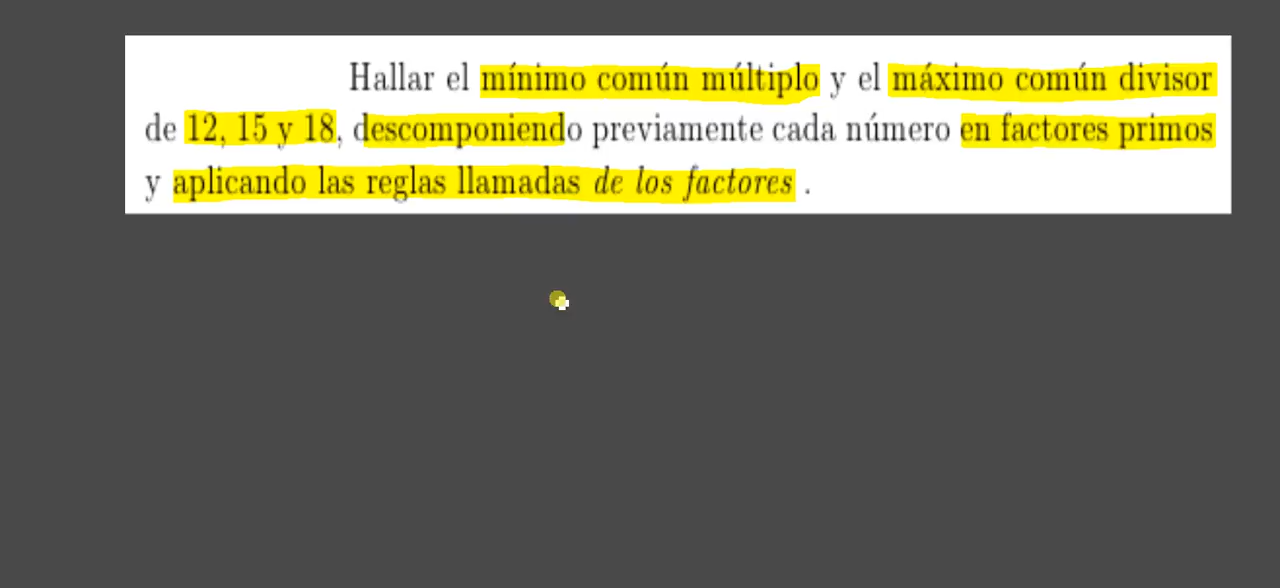 Hallar el mínimo común múltiplo y el máximo común divisor
de 12, 15 y 18, descomponiendo previamente cada número en factores primos
y aplicando las reglas llamadas de los factores .